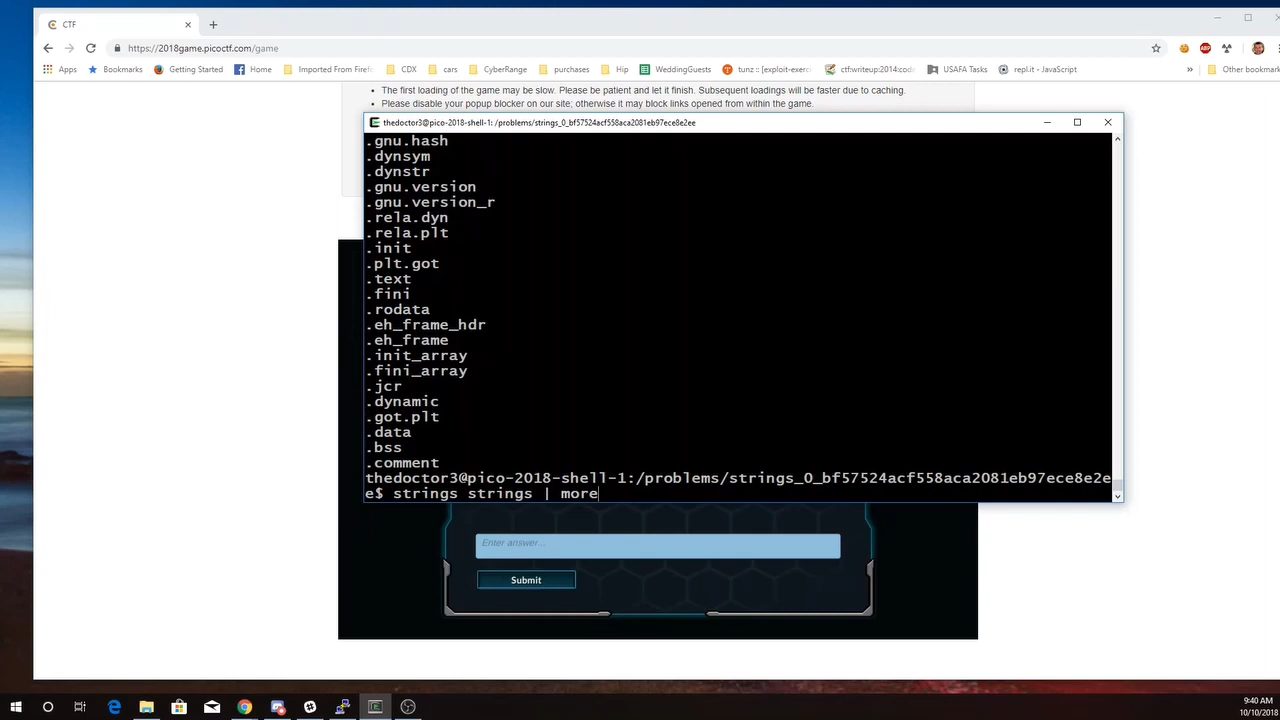 CTF
https://2018game.picoctf.com/game
Apps
Bookmarks
Getting Started
Home
Imported From Firef
CDX
cars
CyberRange
purchases
Hip
WeddingGuests
tunz :: [exploit-exerc
ctf:writeup:2014:code
USAFA Tasks
repl.it - JavaScript
»
Other bookmark
The first loading of the game may be slow. Please be patient and let it finish. Subsequent loadings will be faster due to caching.
Please disable your popup blocker on our site; otherwise it may block links opened from within the game.
thedoctor3@pico-2018-shell-1: /problems/strings_0_bf57524acf558aca2081eb97ece8e2ee
.gnu.hash
.dynsym
.dynstr
.gnu.version
.gnu.version_r
.rela.dyn
.rela.plt
.init
.plt.got
.text
.fini
.rodata
.eh_frame_hdr
.eh_frame
.init_array
.fini_array
.jcr
.dynamic
.got.plt
.data
.bss
.comment
thedoctor3@pico-2018-shell-1:/problems/strings_0_bf57524acf558aca2081eb97ece8e2e
e$ strings strings | more
Enter answer...
Submit
9:40 AM
10/10/2018